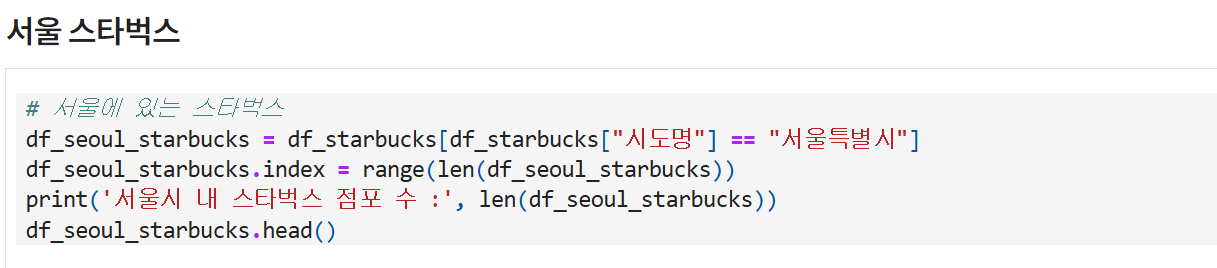 서울 스타벅스
# 서울에 있는 스타벅스
df_seoul_starbucks = df_starbucks[df_starbucks["시도명"] == "서울특별시"]
df_seoul_starbucks.index = range(len(df_seoul_starbucks))
print('서울시 내 스타벅스 점포 수 :', len(df_seoul_starbucks))
df_seoul_starbucks.head()